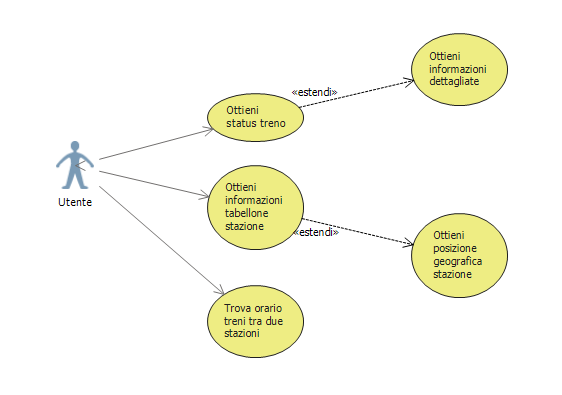 Ottieni
informazioni
dettagliate
«estendi»
Ottieni
status treno
Utente
Ottieni
informazioni
tabellone
stazione
«estendi»
Ottieni
posizione
geografica
stazione
Trova orario
treni tra due
stazioni